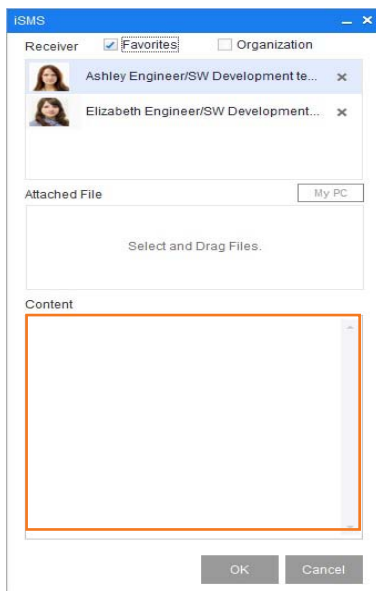 iSMS
Receiver Favorites Organization
Ashley Engineer/SW Development te...
Elizabeth Engineer/SW Development...
Attached File My PC
Select and Drag Files.
Content
OK Cancel